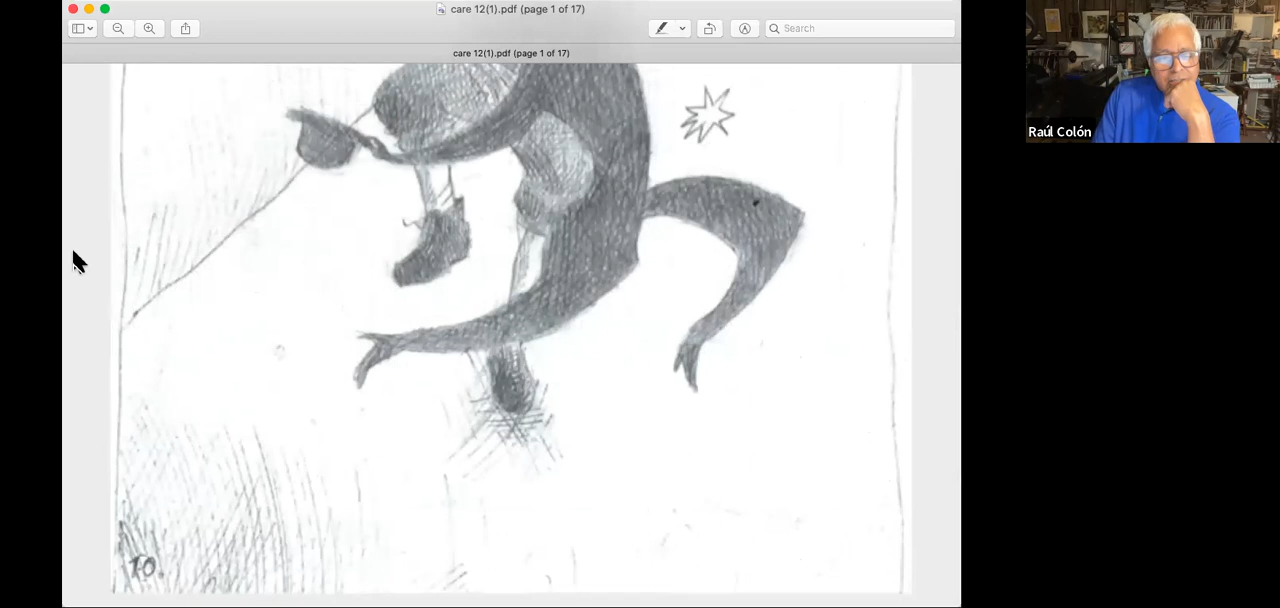 care 12(1).pdf (page 1 of 17)
Search
care 12(1).pdf (page 1 of 17)
Raúl Colón
10.